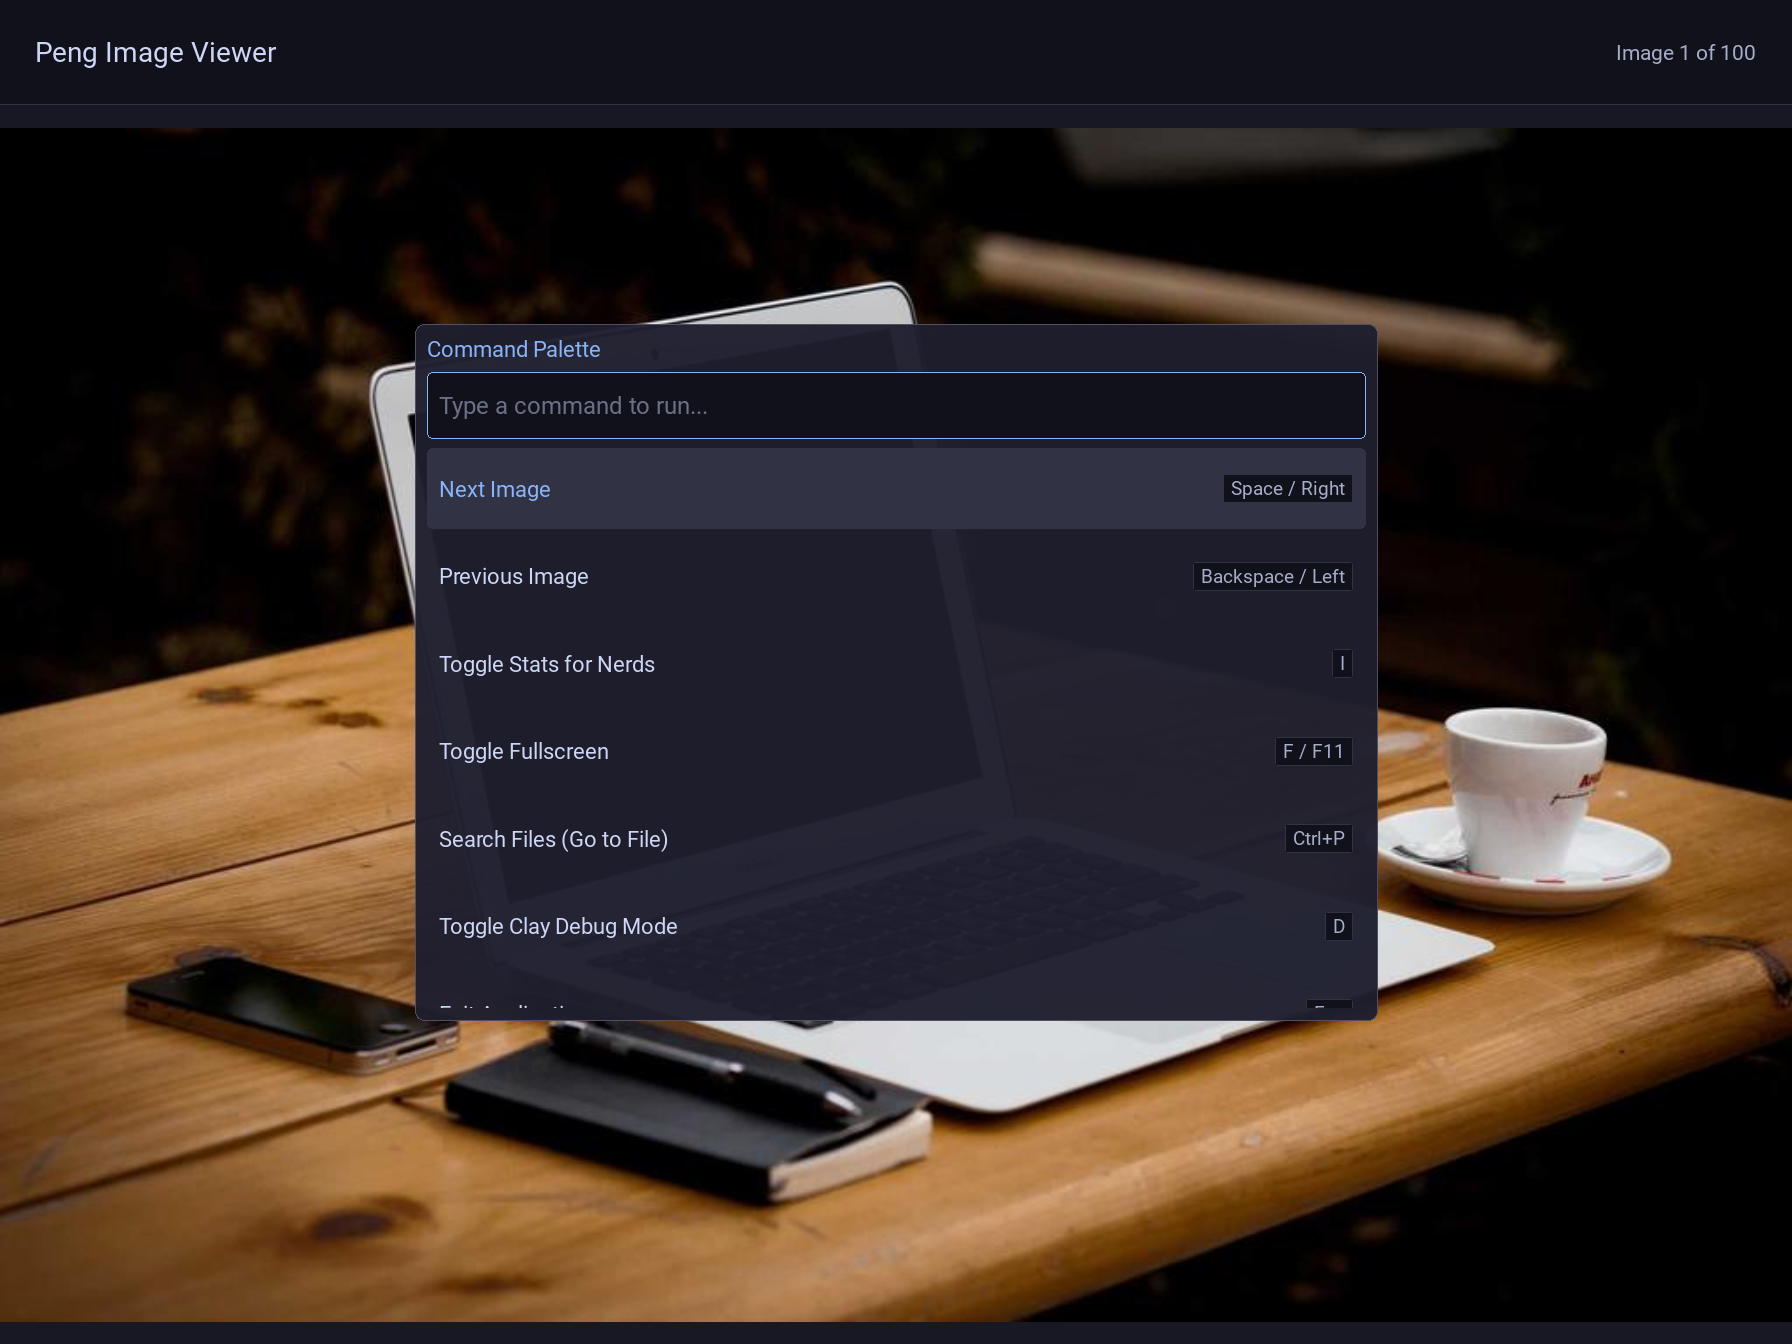 Peng Image Viewer
Image 1 of 100
Command Palette
Type a command to run...
Next Image Space / Right
Previous Image Backspace / Left
Toggle Stats for Nerds I
Toggle Fullscreen F / F11
Search Files (Go to File) Ctrl+P
Toggle Clay Debug Mode D